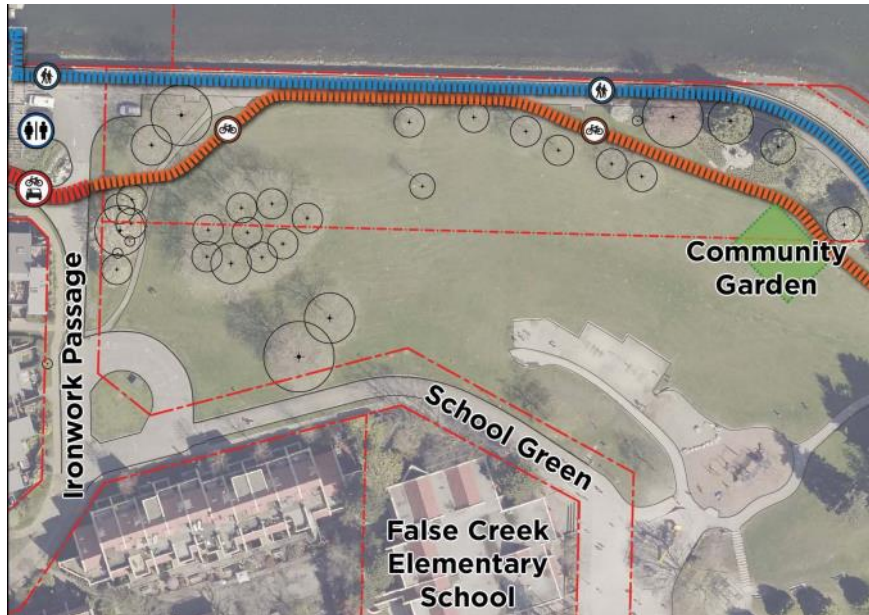 Community
Garden
Ironwork Passage
School Green
False Creek
Elementary
School